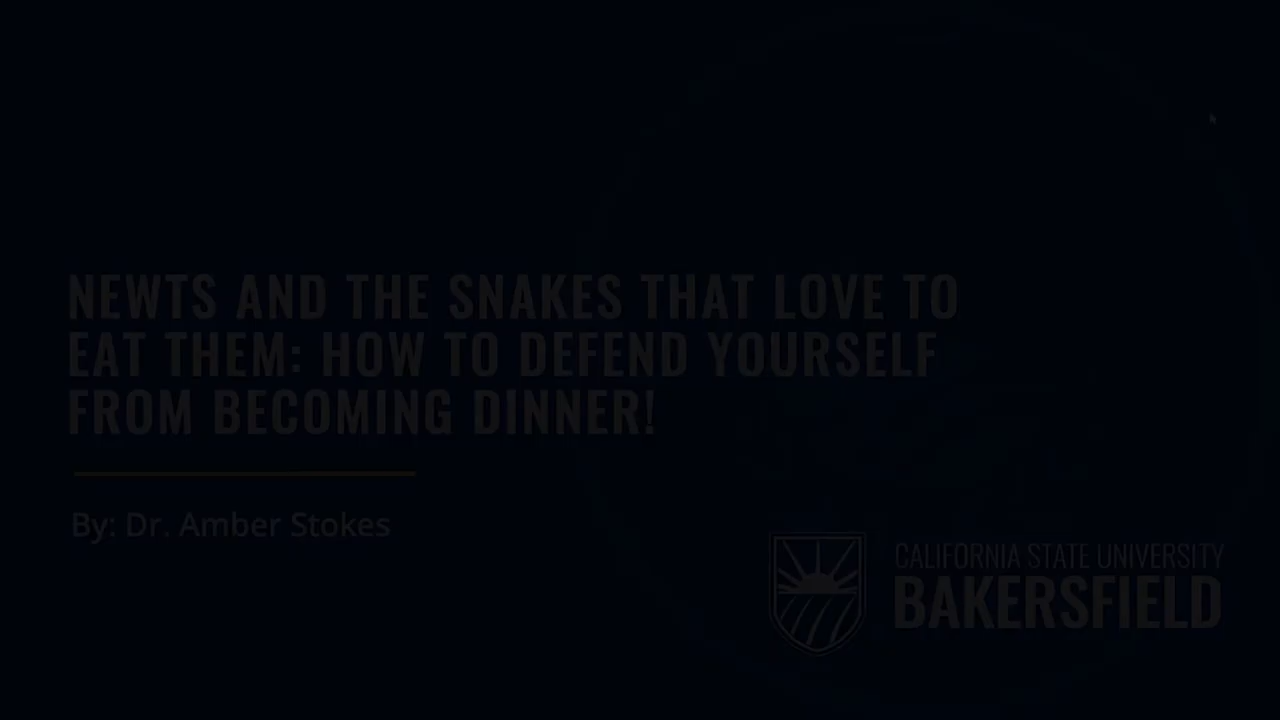 NEWTS AND THE SNAKES THAT LOVE TO
EAT THEM: HOW TO DEFEND YOURSELF
FROM BECOMING DINNER!
By: Dr. Amber Stokes
CALIFORNIA STATE UNIVERSITY
BAKERSFIELD